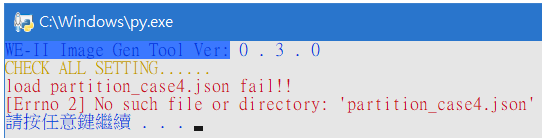 C:\Windows\py.exe
WE-II Image Gen Tool Ver: 0 . 3 . 0
CHECK ALL SETTING......
load partition_case4.json fail!!
[Errno 2] No such file or directory: 'partition_case4.json'
請按任意鍵繼續 . . .